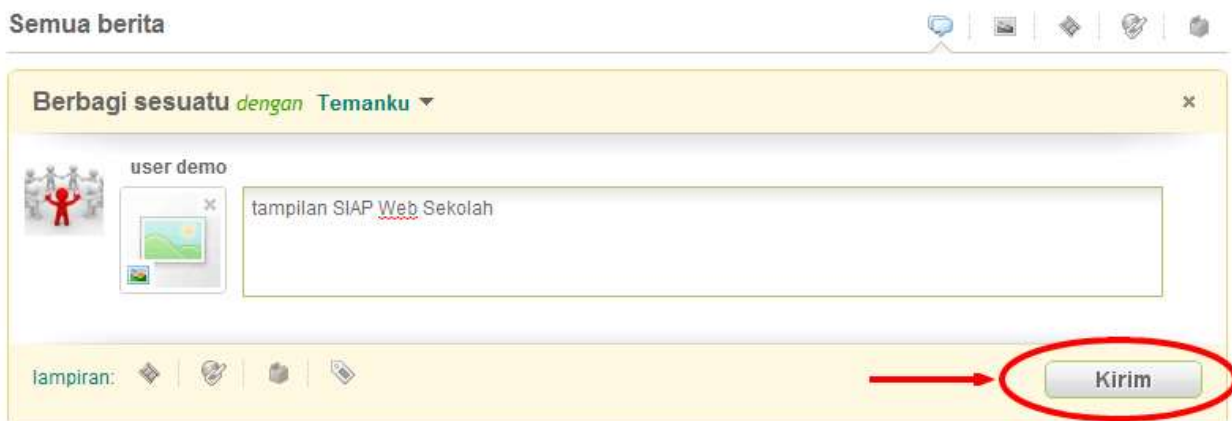 Semua berita
Berbagi sesuatu dengan Temanku
user demo
tampilan SIAP Web Sekolah
lampiran:
Kirim